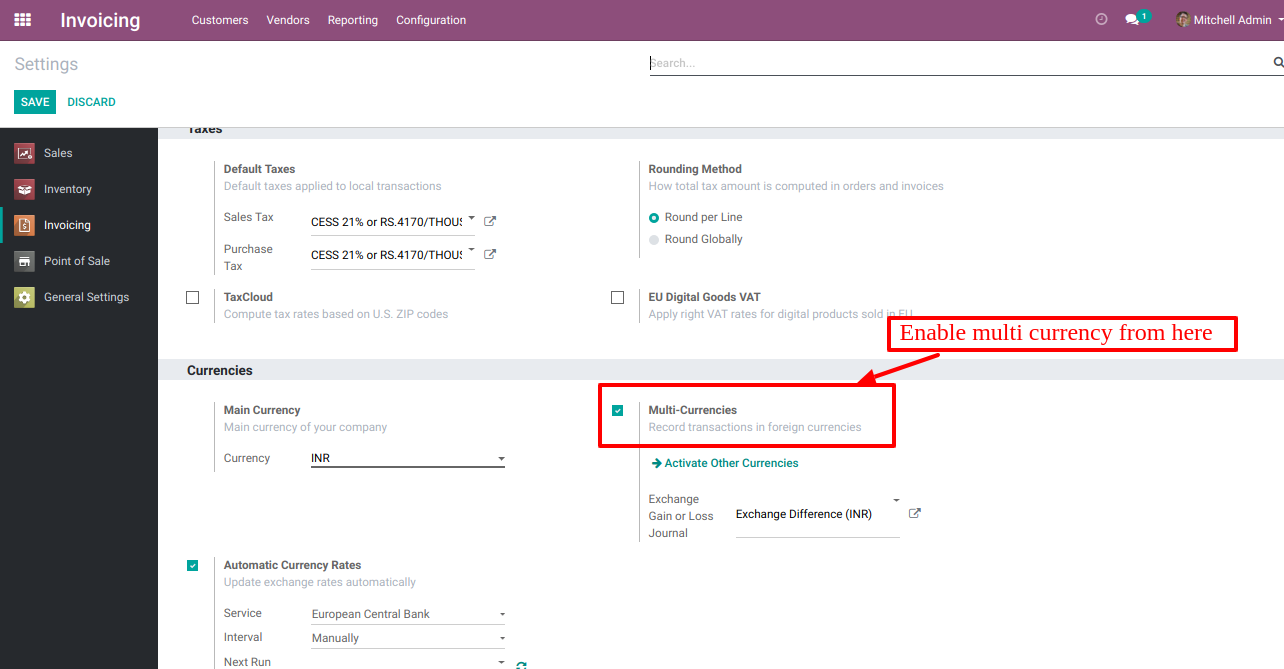 Invoicing
Customers Vendors Reporting Configuration
1
Mitchell Admin
Settings
Search...
SAVE DISCARD
Sales
Inventory
Invoicing
Point of Sale
General Settings
Taxes
Default Taxes
Default taxes applied to local transactions
Sales Tax CESS 21% or RS.4170/THOUS
Purchase Tax CESS 21% or RS.4170/THOUS
Rounding Method
How total tax amount is computed in orders and invoices
Round per Line
Round Globally
TaxCloud
Compute tax rates based on U.S. ZIP codes
EU Digital Goods VAT
Apply right VAT rates for digital products sold in EU
Enable multi currency from here
Currencies
Main Currency
Main currency of your company
Currency INR
Multi-Currencies
Record transactions in foreign currencies
Activate Other Currencies
Exchange
Gain or Loss
Journal
Exchange Difference (INR)
Automatic Currency Rates
Update exchange rates automatically
Service European Central Bank
Interval Manually
Next Run